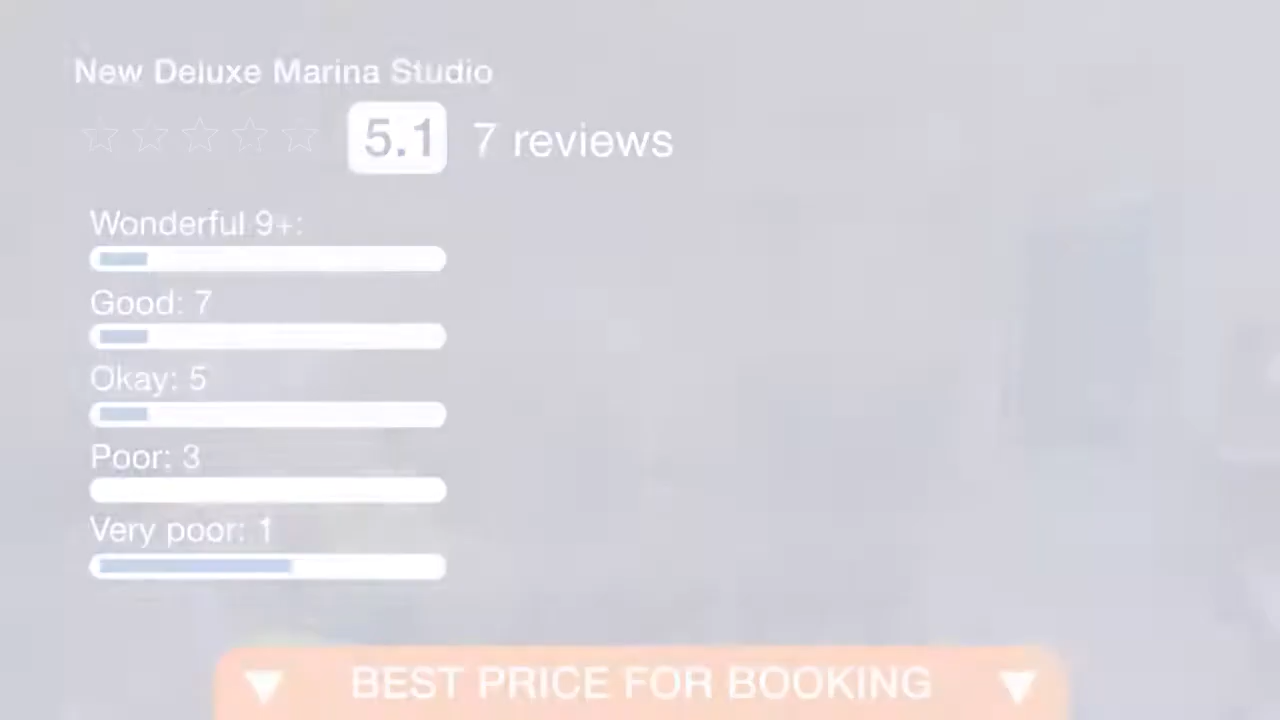 New Deluxe Marina Studio
5.1 7 reviews
Wonderful 9+:
Good: 7
Okay: 5
Poor: 3
Very poor: 1
BEST PRICE FOR BOOKING